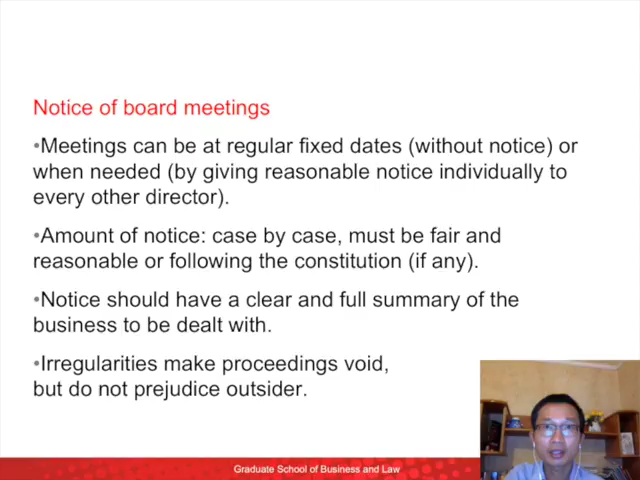 Notice of board meetings
•Meetings can be at regular fixed dates (without notice) or
when needed (by giving reasonable notice individually to
every other director).
•Amount of notice: case by case, must be fair and
reasonable or following the constitution (if any).
•Notice should have a clear and full summary of the
business to be dealt with.
•Irregularities make proceedings void,
but do not prejudice outsider.
Graduate School of Business and Law